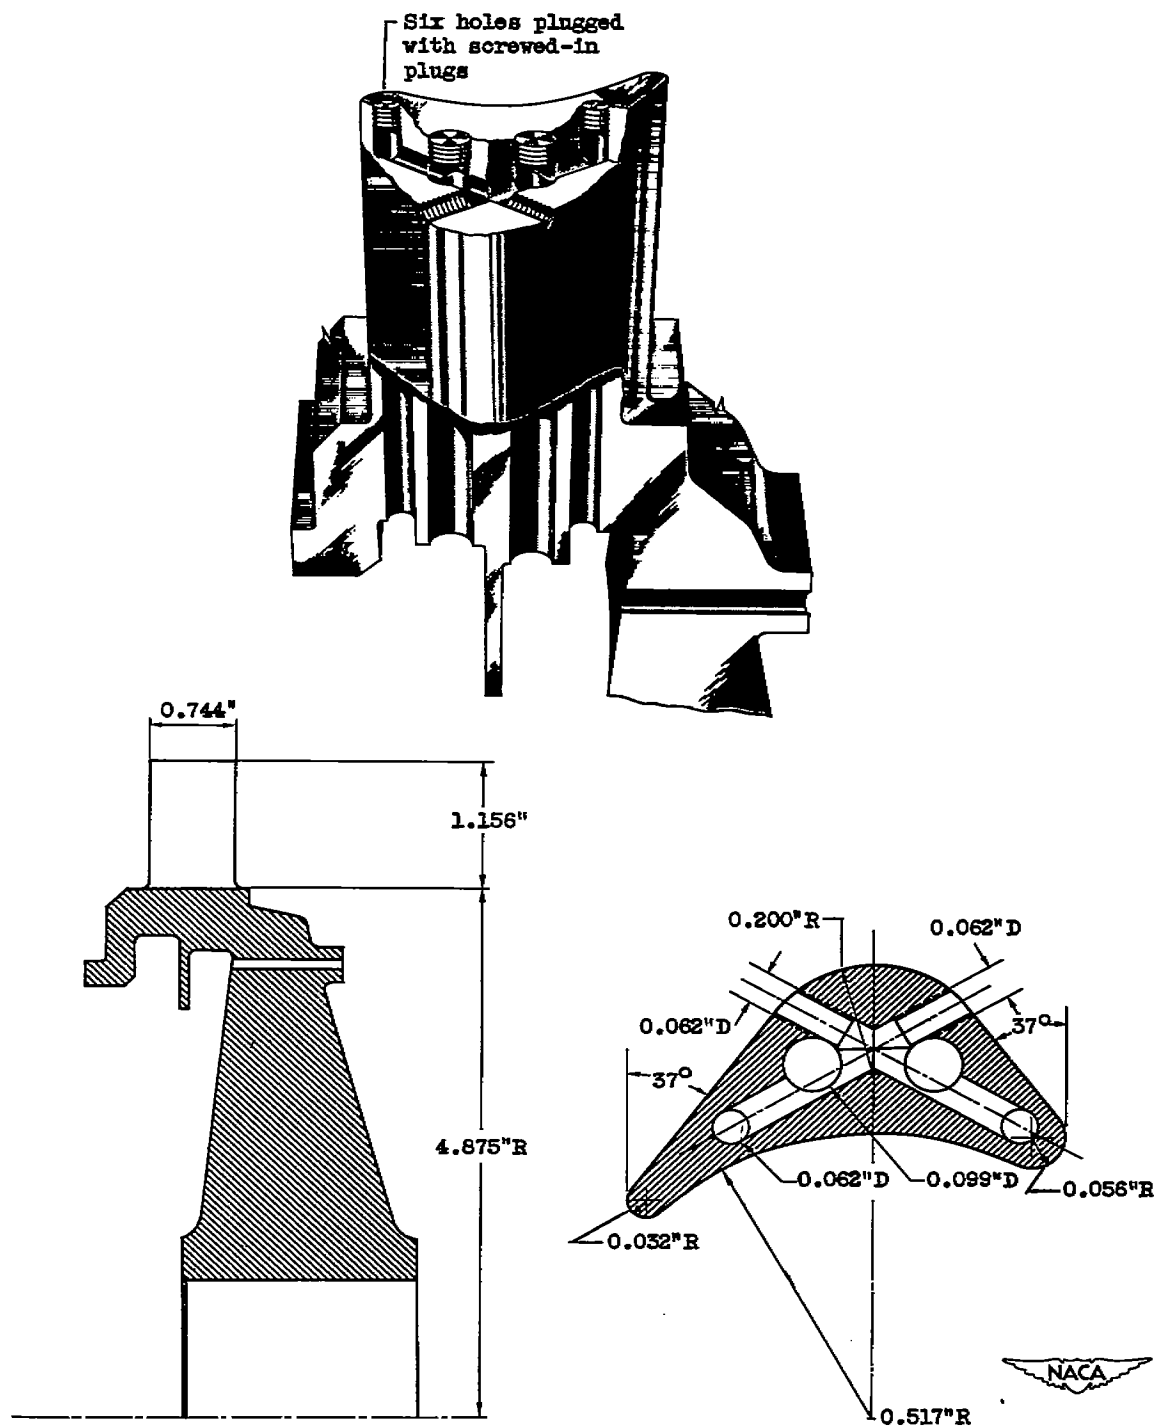 Six holes plugged
with screwed-in
plugs
0.744"
1.156"
4.875"R
0.200"R
0.062"D
0.062"D
37°
37°
0.062"D
0.099"D
0.056"R
0.032"R
NACA
0.517"R